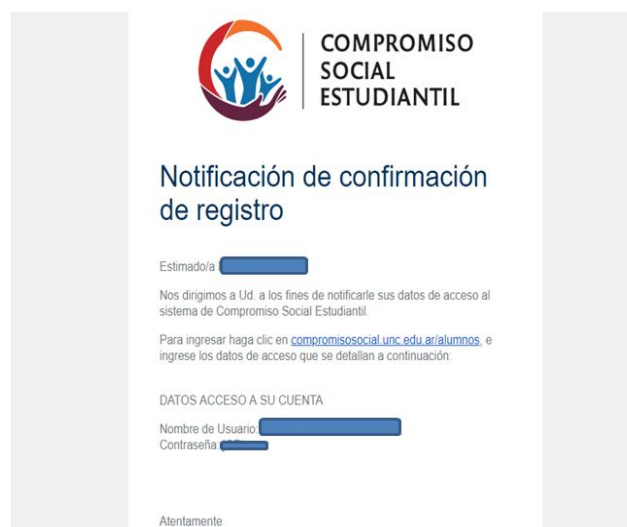 COMPROMISO
SOCIAL
ESTUDIANTIL
Notificación de confirmación
de registro
Estimado/a
Nos dirigimos a Ud. a los fines de notificarle sus datos de acceso al
sistema de Compromiso Social Estudiantil.
Para ingresar haga clic en compromisosocial.unc.edu.ar/alumnos, e
ingrese los datos de acceso que se detallan a continuación:
DATOS ACCESO A SU CUENTA
Nombre de Usuario:
Contraseña:
Atentamente